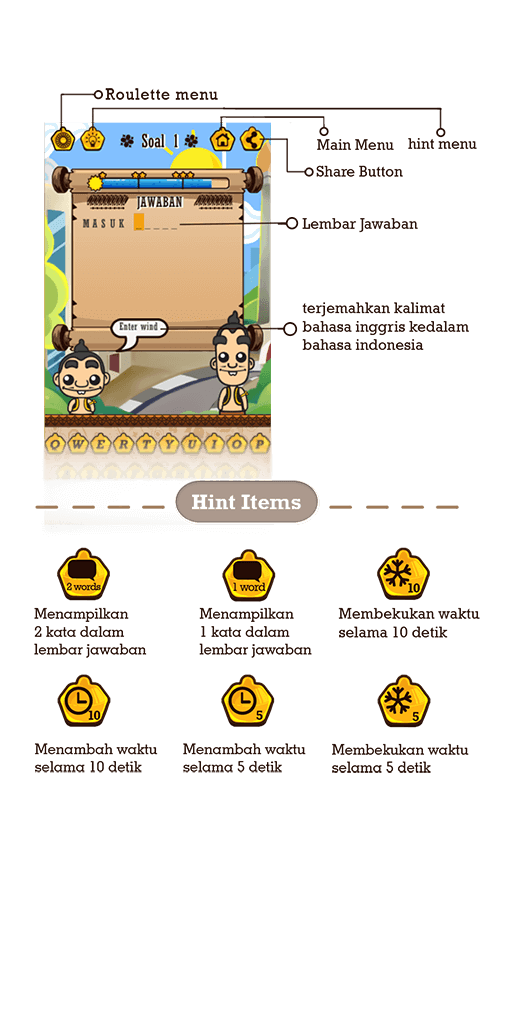 Roulette menu
Soal 1
Main Menu
hint menu
Share Button
JAWABAN
MASUK _ _ _ _ _
Lembar Jawaban
terjemahkan kalimat
bahasa inggris kedalam
bahasa indonesia
Enter wind
Q W E R T Y U I O P
Hint Items
2 words
1 word
10
Menampilkan
2 kata dalam
lembar jawaban
Menampilkan
1 kata dalam
lembar jawaban
Membekukan waktu
selama 10 detik
10
5
5
Menambah waktu
selama 10 detik
Menambah waktu
selama 5 detik
Membekukan waktu
selama 5 detik